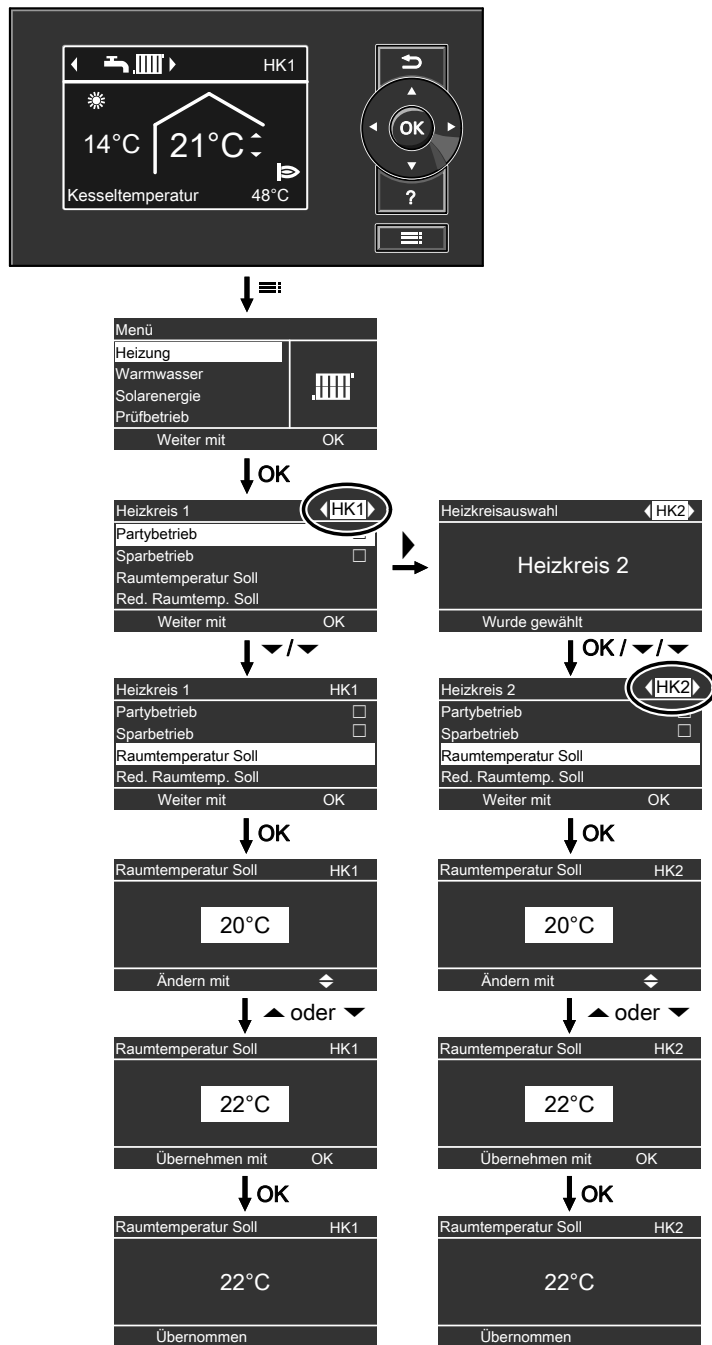 HK1
14°C 21°C
Kesseltemperatur 48°C
OK
?
Menü
Heizung
Warmwasser
Solarenergie
Prüfbetrieb
Weiter mit OK
OK
Heizkreis 1 HK1
Partybetrieb
Sparbetrieb
Raumtemperatur Soll
Red. Raumtemp. Soll
Weiter mit OK
Heizkreisauswahl HK2
Heizkreis 2
Wurde gewählt
/
OK / /
Heizkreis 1 HK1
Partybetrieb
Sparbetrieb
Raumtemperatur Soll
Red. Raumtemp. Soll
Weiter mit OK
Heizkreis 2 HK2
Partybetrieb
Sparbetrieb
Raumtemperatur Soll
Red. Raumtemp. Soll
Weiter mit OK
OK
OK
Raumtemperatur Soll HK1
20°C
Ändern mit
Raumtemperatur Soll HK2
20°C
Ändern mit
oder
oder
Raumtemperatur Soll HK1
22°C
Übernehmen mit OK
Raumtemperatur Soll HK2
22°C
Übernehmen mit OK
OK
OK
Raumtemperatur Soll HK1
22°C
Übernommen
Raumtemperatur Soll HK2
22°C
Übernommen